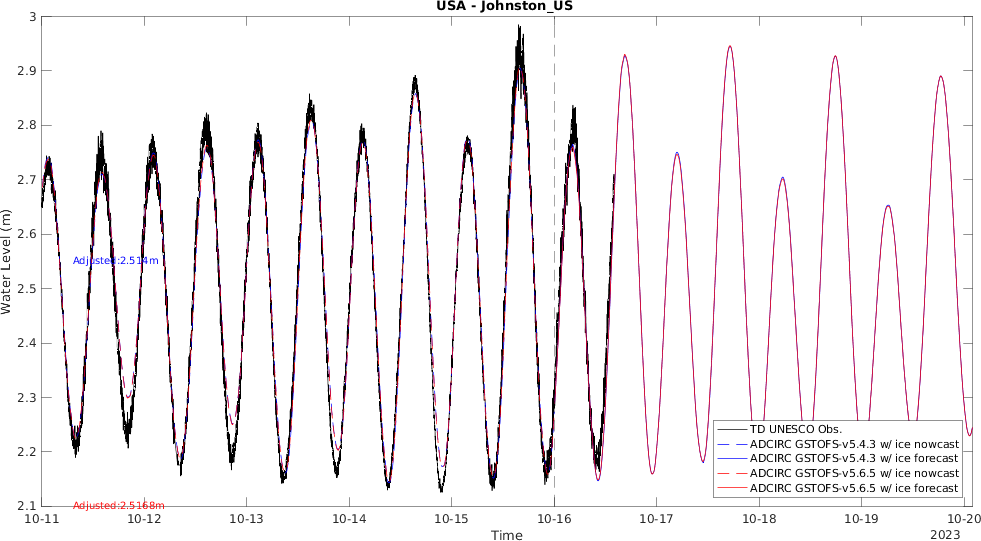 USA - Johnston_US
3
2.9
2.8
2.7
2.6
2.5
2.4
2.3
2.2
2.1
Water Level (m)
Adjusted:2.514m
Adjusted:2.5168m
TD UNESCO Obs.
ADCIRC GSTOFS-v5.4.3 w/ ice nowcast
ADCIRC GSTOFS-v5.4.3 w/ ice forecast
ADCIRC GSTOFS-v5.6.5 w/ ice nowcast
ADCIRC GSTOFS-v5.6.5 w/ ice forecast
10-11 10-12 10-13 10-14 10-15 10-16 10-17 10-18 10-19 10-20
2023
Time